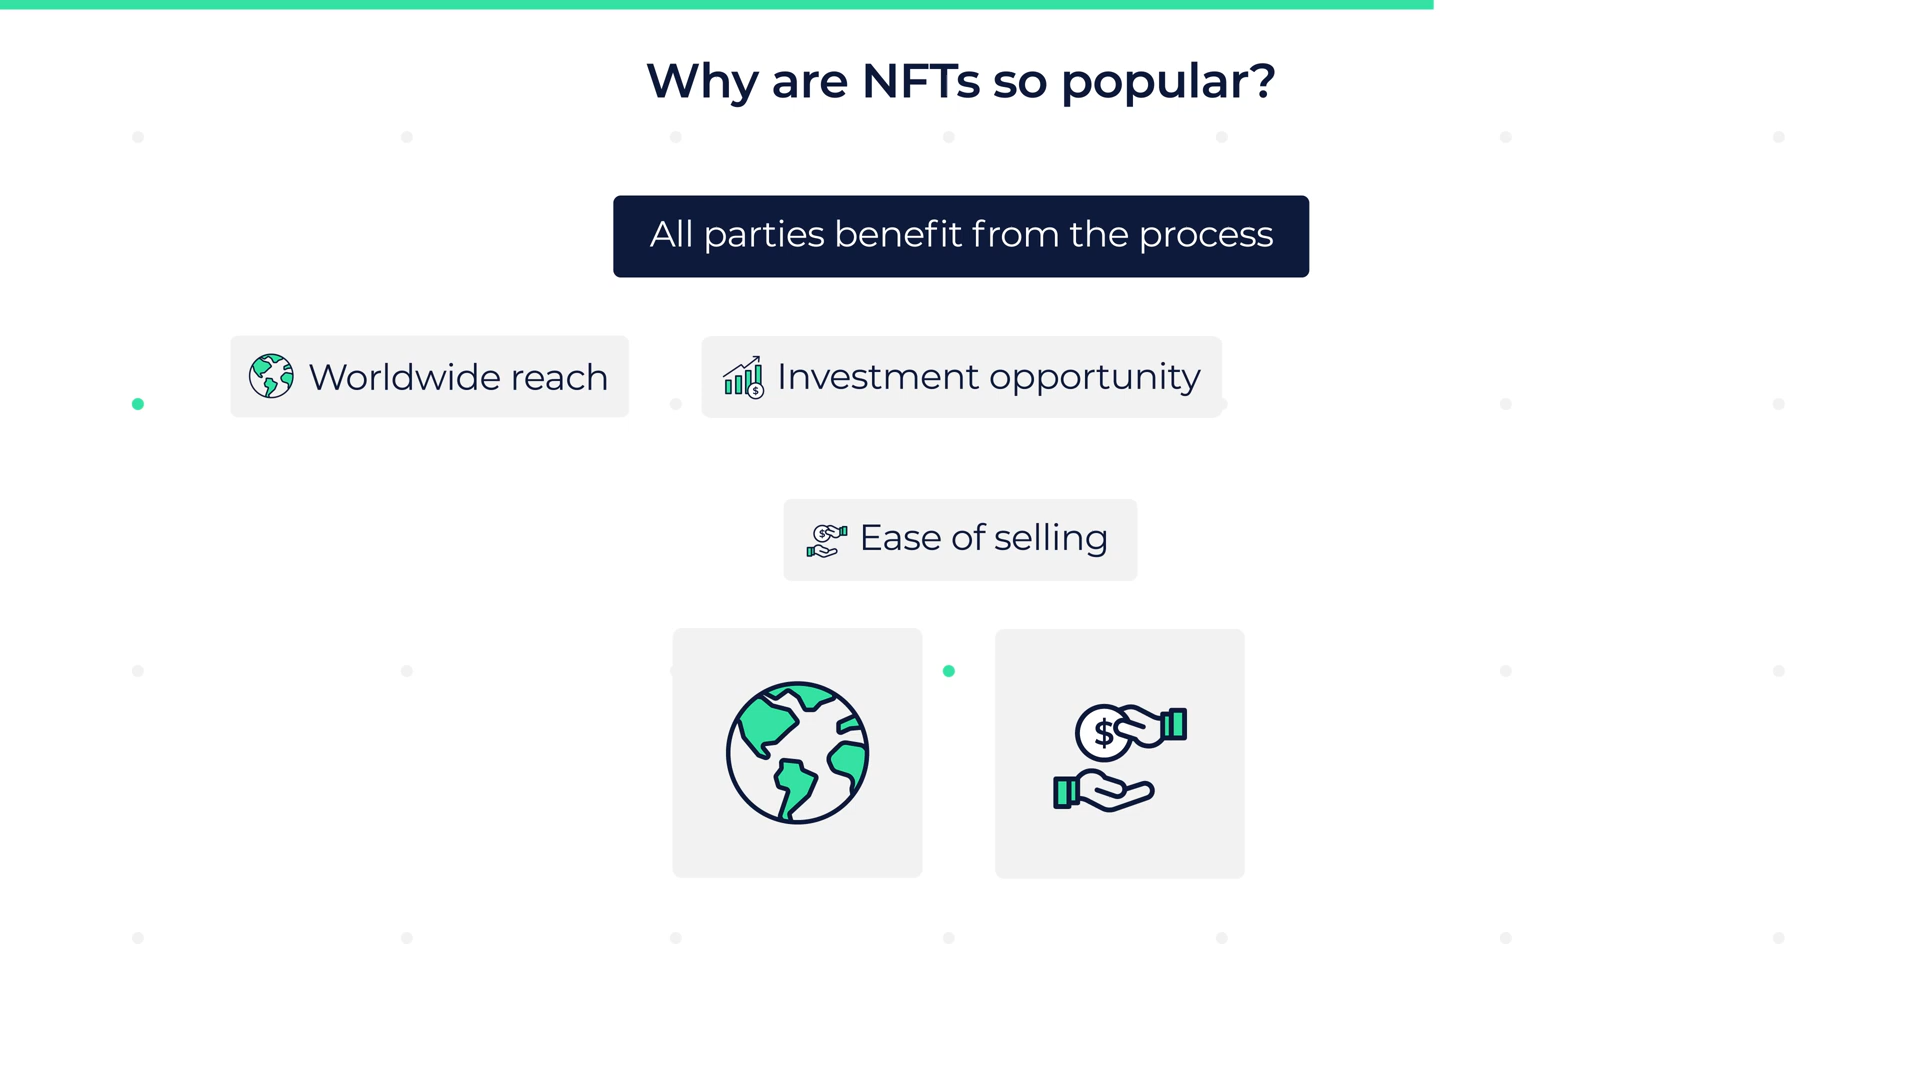 Why are NFTs so popular?
All parties benefit from the process
Worldwide reach
$ Investment opportunity
$ Ease of selling
$